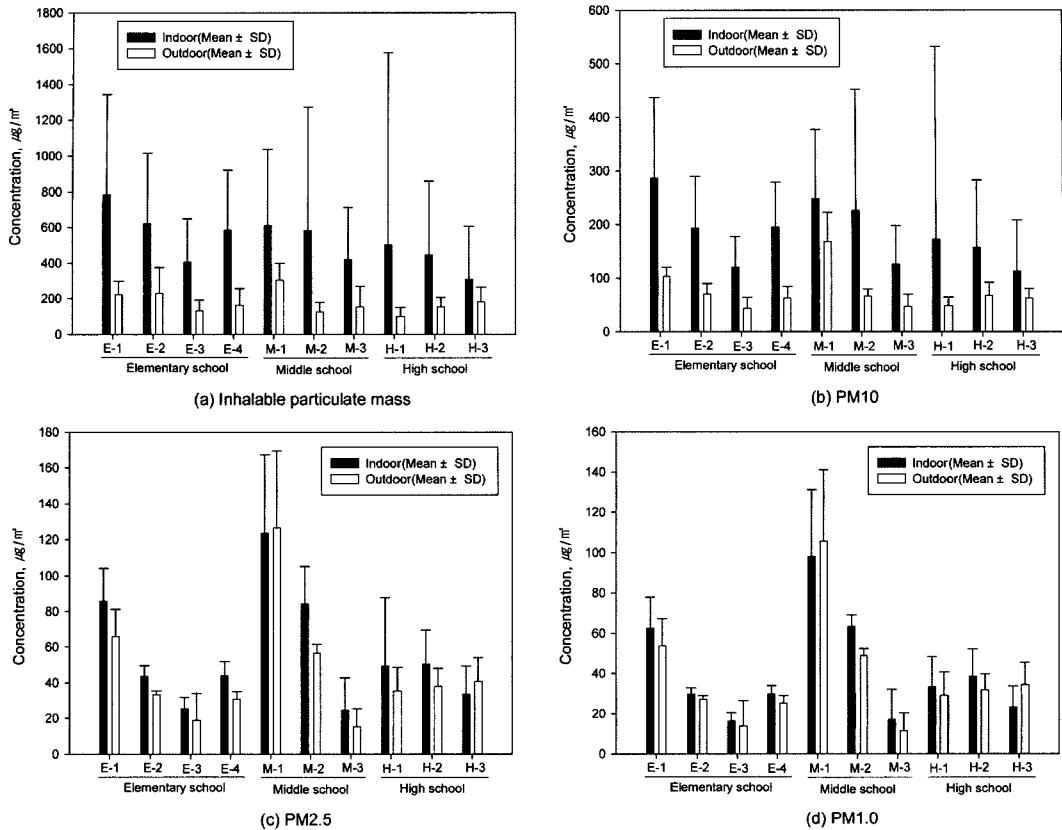 1800
1600
1400
1200
1000
800
600
400
200
0
Concentration, ㎍/㎥
Indoor(Mean ± SD)
Outdoor(Mean ± SD)
E-1 E-2 E-3 E-4 M-1 M-2 M-3 H-1 H-2 H-3
Elementary school Middle school High school
(a) Inhalable particulate mass
600
500
400
300
200
100
0
Concentration, ㎍/㎥
Indoor(Mean ± SD)
Outdoor(Mean ± SD)
E-1 E-2 E-3 E-4 M-1 M-2 M-3 H-1 H-2 H-3
Elementary school Middle school High school
(b) PM10
180
160
140
120
100
80
60
40
20
0
Concentration, ㎍/㎥
Indoor(Mean ± SD)
Outdoor(Mean ± SD)
E-1 E-2 E-3 E-4 M-1 M-2 M-3 H-1 H-2 H-3
Elementary school Middle school High school
(c) PM2.5
160
140
120
100
80
60
40
20
0
Concentration, ㎍/㎥
Indoor(Mean ± SD)
Outdoor(Mean ± SD)
E-1 E-2 E-3 E-4 M-1 M-2 M-3 H-1 H-2 H-3
Elementary school Middle school High school
(d) PM1.0